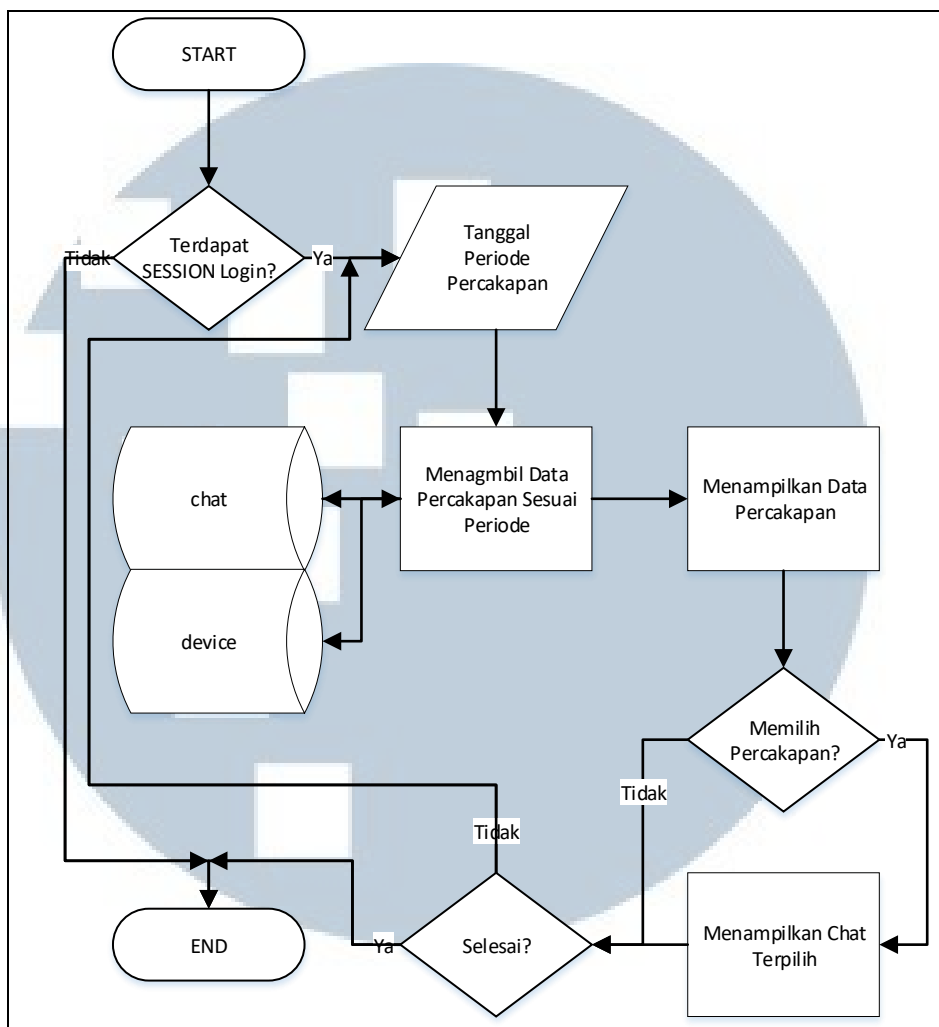 START
Terdapat
SESSION Login?
Tidak
Ya
Tanggal
Periode
Percakapan
chat
Menagmbil Data
Percakapan Sesuai
Periode
Menampilkan Data
Percakapan
device
Memilih
Percakapan?
Ya
Tidak
Tidak
END
Ya
Selesai?
Menampilkan Chat
Terpilih